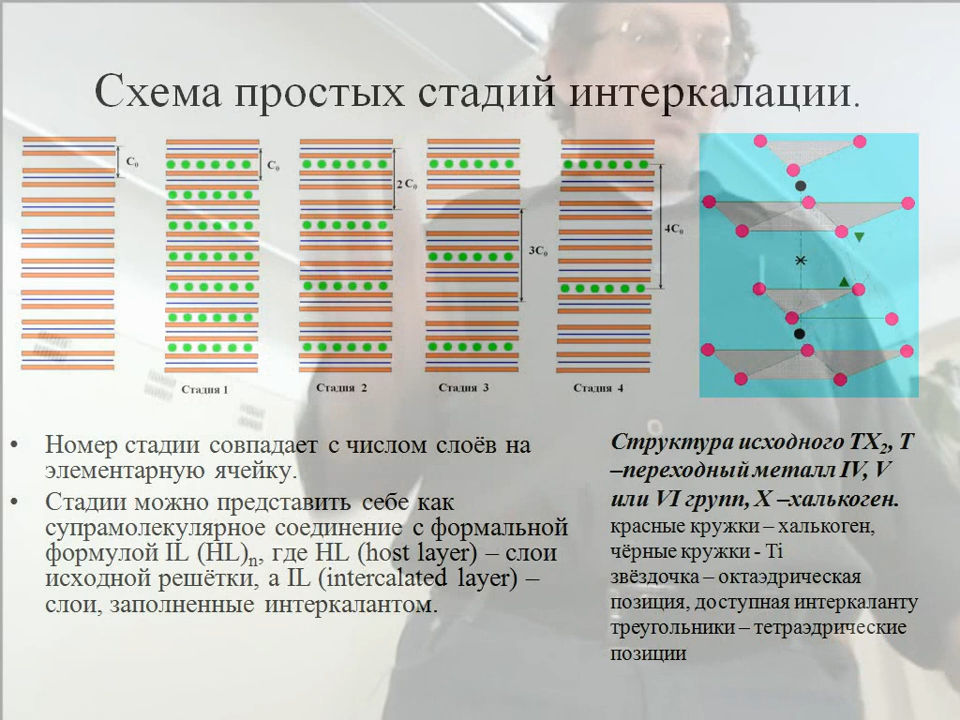 Схема простых стадий интеркалации.
C₀
C₀
2 C₀
3C₀
4C₀
Стадия 1
Стадия 2
Стадия 3
Стадия 4
• Номер стадии совпадает с числом слоёв на
элементарную ячейку.
• Стадии можно представить себе как
супрамолекулярное соединение с формальной
формулой IL (HL)ₙ, где HL (host layer) – слои
исходной решётки, а IL (intercalated layer) –
слои, заполненные интеркалантом.
Структура исходного TX₂, T
–переходный металл IV, V
или VI групп, X –халькоген.
красные кружки – халькоген,
чёрные кружки - Ti
звёздочка – октаэдрическая
позиция, доступная интеркаланту
треугольники – тетраэдрические
позиции